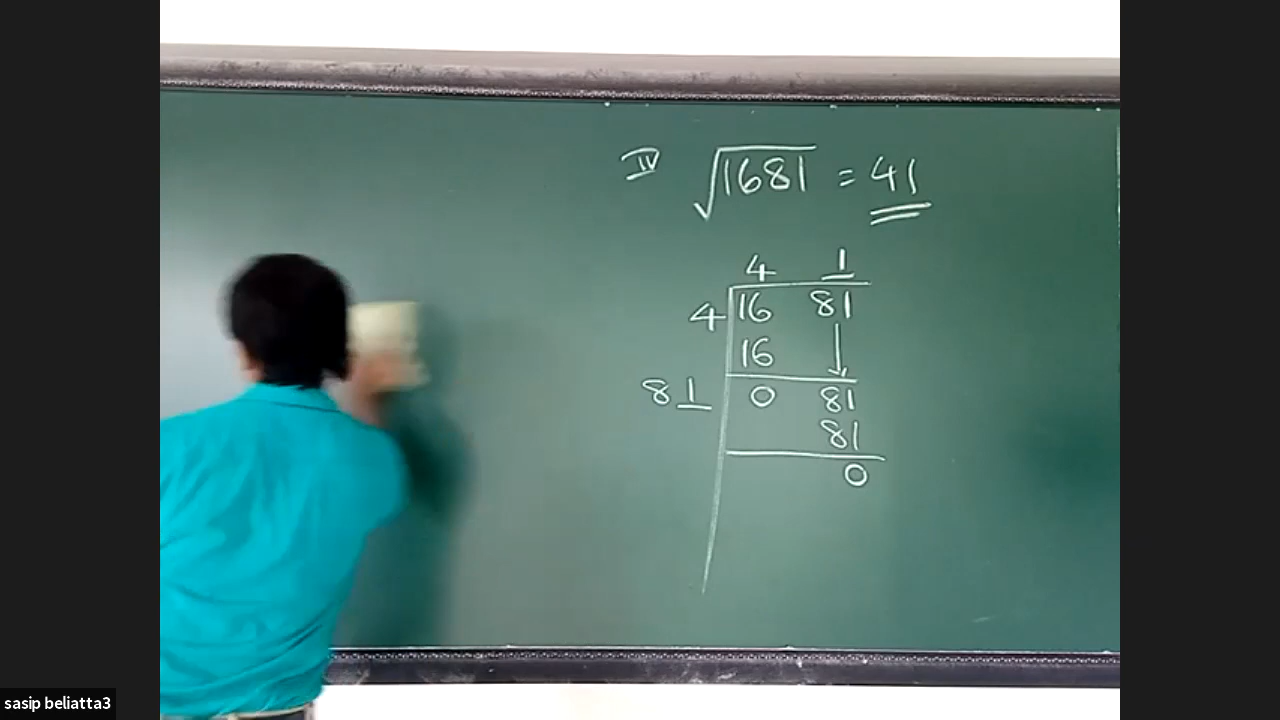 IV √1681 = 41
4 1
4 16 81
16
81 0 81
81
0
sasip beliatta3